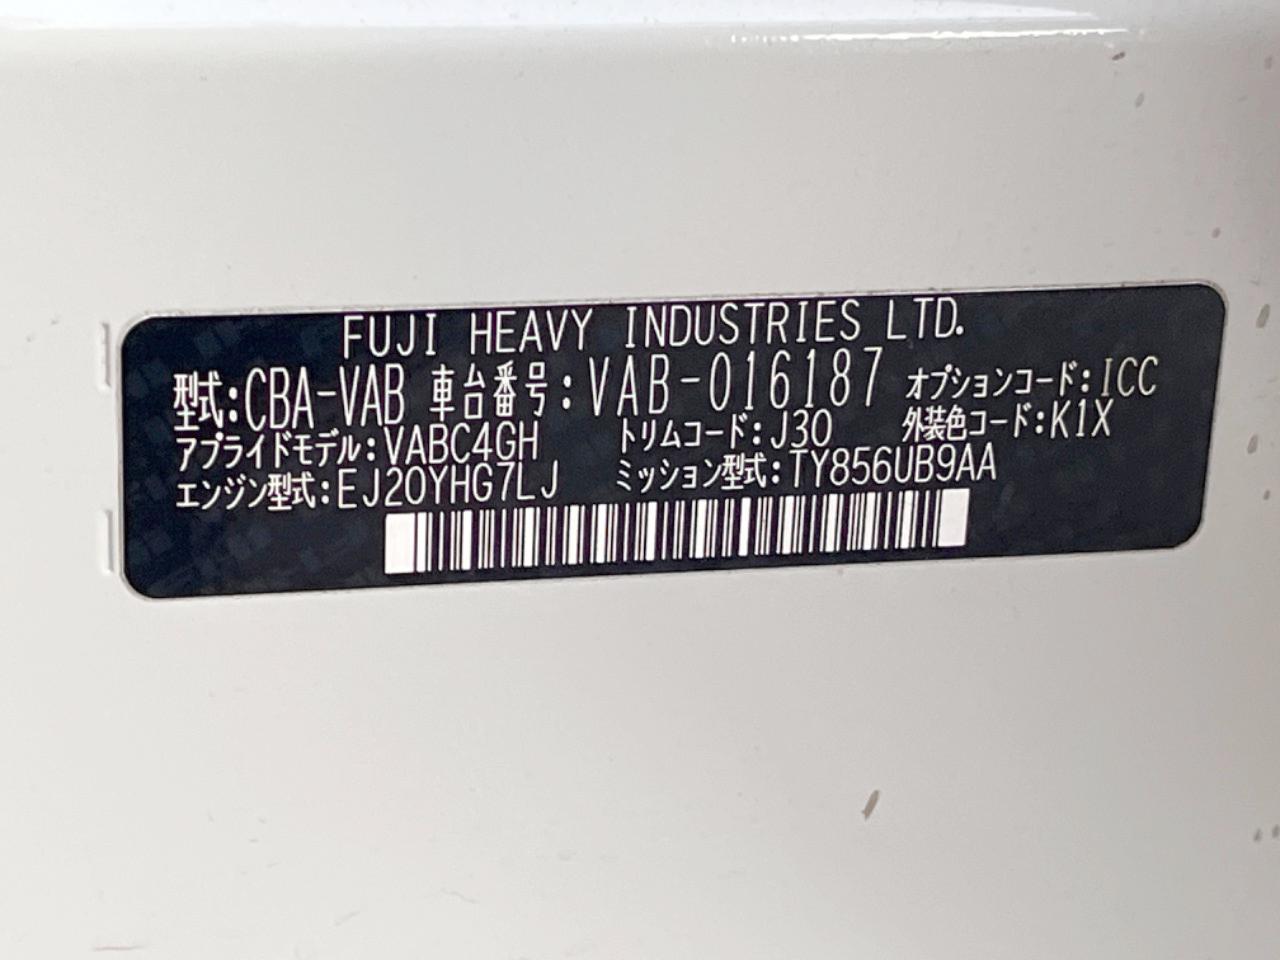 FUJI HEAVY INDUSTRIES LTD.
型式:CBA-VAB 車台番号:VAB-016187 オプションコード:ICC
アプライドモデル:VABC4GH トリムコード:J30 外装色コード:K1X
エンジン型式:EJ20YHG7LJ ミッション型式:TY856UB9AA